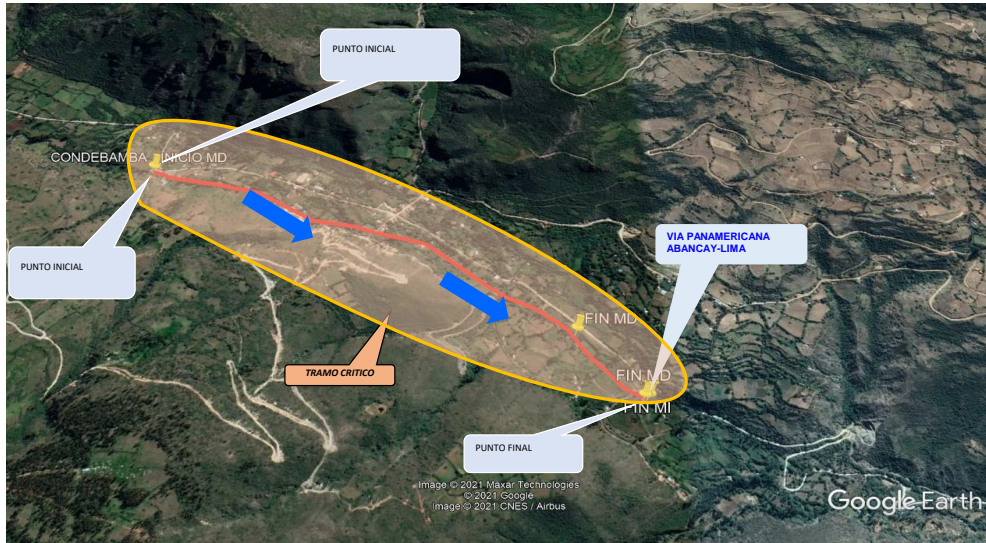 PUNTO INICIAL
CONDEBAMBA INICIO MD
PUNTO INICIAL
VIA PANAMERICANA
ABANCAY-LIMA
FIN MD
TRAMO CRITICO
FIN MD
FIN MI
PUNTO FINAL
Image © 2021 Maxar Technologies
© 2021 Google
Image © 2021 CNES / Airbus
Google Earth